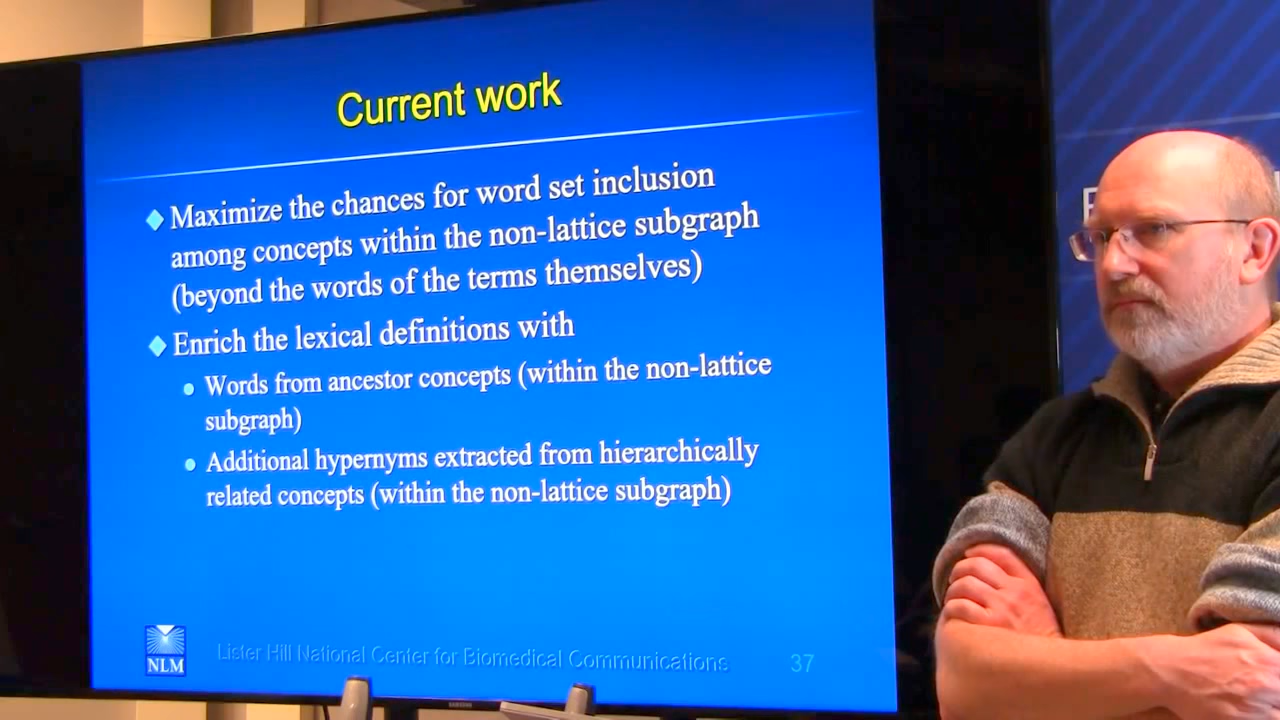 Current work
Maximize the chances for word set inclusion
among concepts within the non-lattice subgraph
(beyond the words of the terms themselves)
Enrich the lexical definitions with
Words from ancestor concepts (within the non-lattice
subgraph)
Additional hypernyms extracted from hierarchically
related concepts (within the non-lattice subgraph)
NLM
Lister Hill National Center for Biomedical Communications
37
SAMSUNG